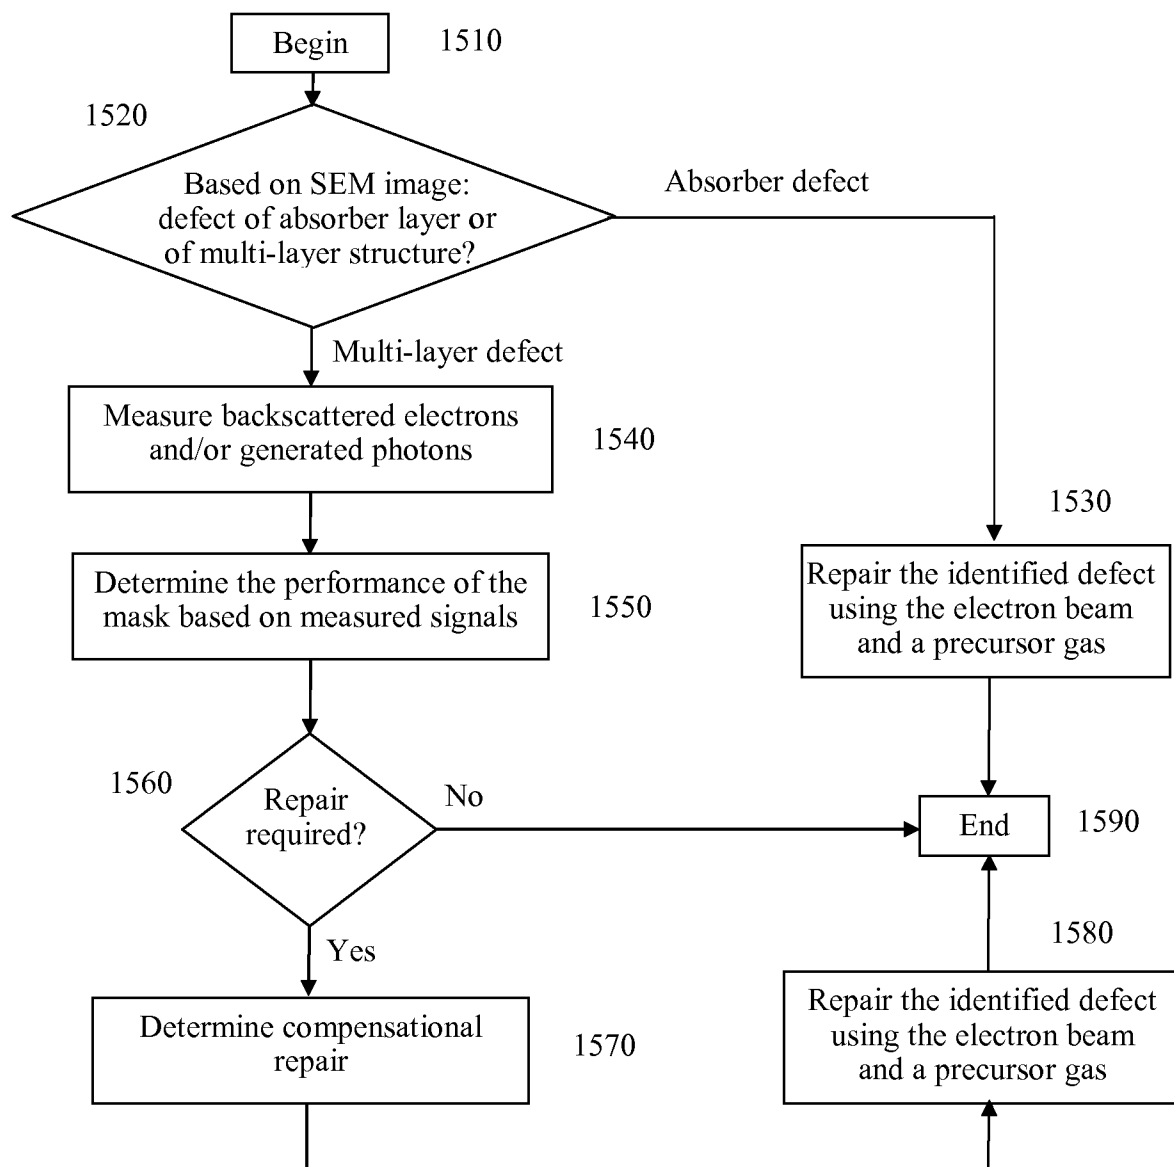 Begin
1510
1520
Based on SEM image:
defect of absorber layer or
of multi-layer structure?
Absorber defect
Multi-layer defect
Measure backscattered electrons
and/or generated photons
1540
1530
Repair the identified defect
using the electron beam
and a precursor gas
Determine the performance of the
mask based on measured signals
1550
1560
Repair
required?
No
End
1590
Yes
1580
Determine compensational
repair
1570
Repair the identified defect
using the electron beam
and a precursor gas